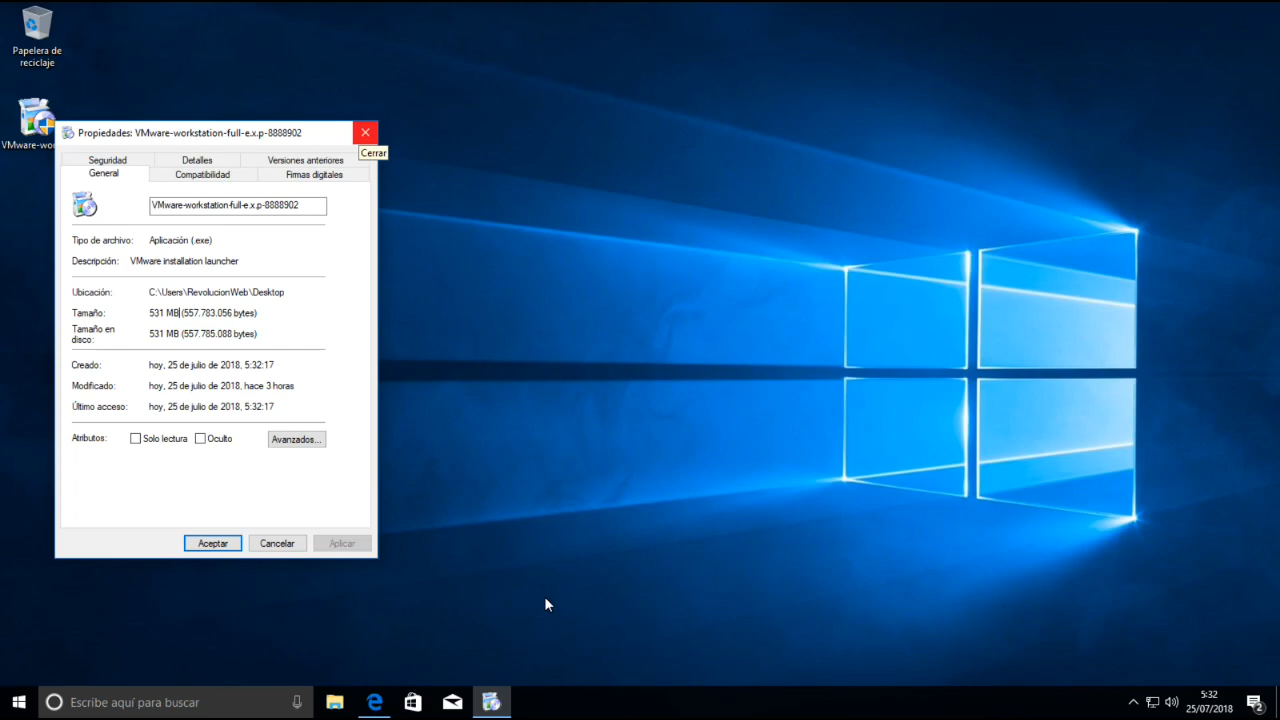 Papelera de
reciclaje
VMware-wo
Propiedades: VMware-workstation-full-e.x.p-8888902
Cerrar
Seguridad
Detalles
Versiones anteriores
General
Compatibilidad
Firmas digitales
VMware-workstation-full-e.x.p-8888902
Tipo de archivo: Aplicación (.exe)
Descripción: VMware installation launcher
Ubicación: C:\Users\RevolucionWeb\Desktop
Tamaño: 531 MB (557.783.056 bytes)
Tamaño en
disco: 531 MB (557.785.088 bytes)
Creado: hoy, 25 de julio de 2018, 5:32:17
Modificado: hoy, 25 de julio de 2018, hace 3 horas
Último acceso: hoy, 25 de julio de 2018, 5:32:17
Atributos: Solo lectura Oculto Avanzados...
Aceptar Cancelar Aplicar
Escribe aquí para buscar
5:32
25/07/2018
2